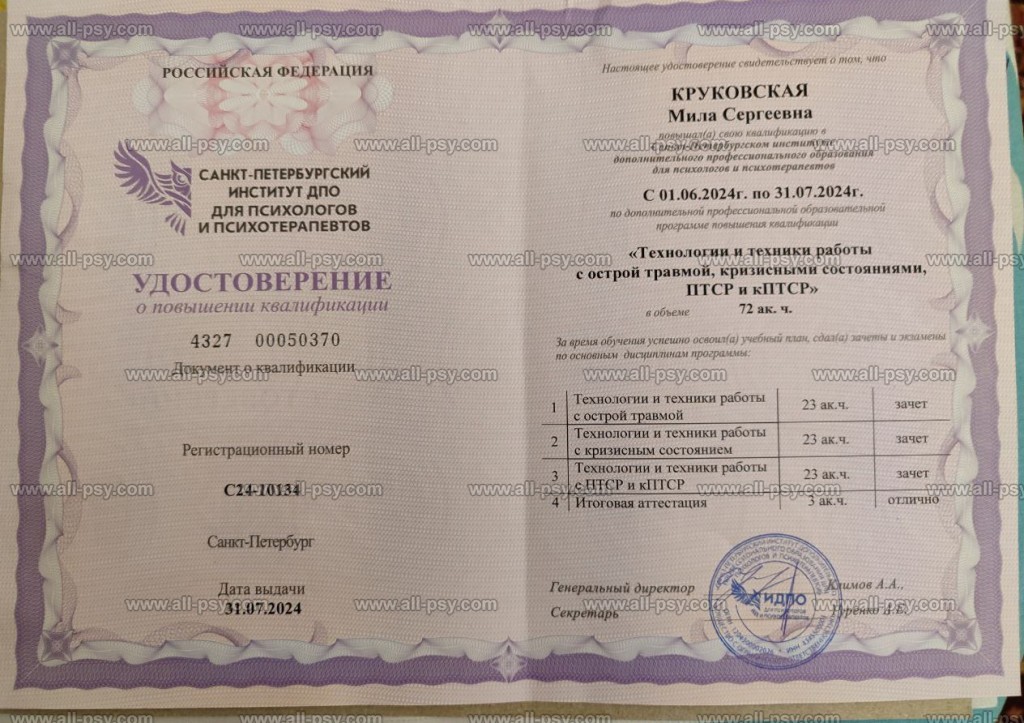 РОССИЙСКАЯ ФЕДЕРАЦИЯ
САНКТ-ПЕТЕРБУРГСКИЙ
ИНСТИТУТ ДПО
ДЛЯ ПСИХОЛОГОВ
И ПСИХОТЕРАПЕВТОВ
УДОСТОВЕРЕНИЕ
о повышении квалификации
4327 00050370
Документ о квалификации
Регистрационный номер
С24-10134
Санкт-Петербург
Дата выдачи
31.07.2024
Настоящее удостоверение свидетельствует о том, что
КРУКОВСКАЯ
Мила Сергеевна
повышал(а) свою квалификацию в
Санкт-Петербургском институте
дополнительного профессионального образования
для психологов и психотерапевтов
С 01.06.2024г. по 31.07.2024г.
по дополнительной профессиональной образовательной
программе повышения квалификации
«Технологии и техники работы
с острой травмой, кризисными состояниями,
ПТСР и кПТСР»
в объеме 72 ак. ч.
За время обучения успешно освоил(а) учебный план, сдал(а) зачеты и экзамены
по основным дисциплинам программы:
1 Технологии и техники работы с острой травмой 23 ак.ч. зачет
2 Технологии и техники работы с кризисным состоянием 23 ак.ч. зачет
3 Технологии и техники работы с ПТСР и кПТСР 23 ак.ч. зачет
4 Итоговая аттестация 3 ак.ч. отлично
Генеральный директор Климов А.А.,
Секретарь
ИДПО
www.all-psy.com